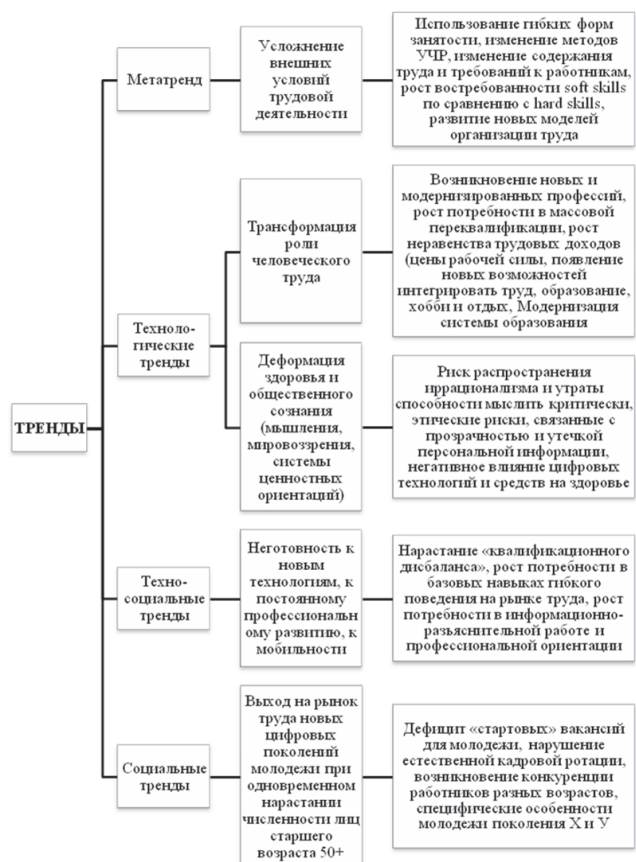 ТРЕНДЫ
Метатренд
Усложнение
внешних
условий
трудовой
деятельности
Использование гибких форм
занятости, изменение методов
УЧР, изменение содержания
труда и требований к работникам,
рост востребованности soft skills
по сравнению с hard skills,
развитие новых моделей
организации труда
Техноло-
гические
тренды
Трансформация
роли
человеческого
труда
Возникновение новых и
модернизированных профессий,
рост потребности в массовой
переквалификации, рост
неравенства трудовых доходов
(цены рабочей силы, появление
новых возможностей
интегрировать труд, образование,
хобби и отдых, Модернизация
системы образования
Деформация
здоровья и
общественного
сознания
(мышления,
мировоззрения,
системы
ценностных
ориентаций)
Риск распространения
иррационализма и утраты
способности мыслить критически,
этические риски, связанные с
прозрачностью и утечкой
персональной информации,
негативное влияние цифровых
технологий и средств на здоровье
Техно-
социальные
тренды
Неготовность к
новым
технологиям, к
постоянному
профессиональн
ому развитию, к
мобильности
Нарастание «квалификационного
дисбаланса», рост потребности в
базовых навыках гибкого
поведения на рынке труда, рост
потребности в информационно-
разъяснительной работе и
профессиональной ориентации
Социальные
тренды
Выход на рынок
труда новых
цифровых
поколений
молодежи при
одновременном
нарастании
численности лиц
старшего
возраста 50+
Дефицит «стартовых» вакансий
для молодежи, нарушение
естественной кадровой ротации,
возникновение конкуренции
работников разных возрастов,
специфические особенности
молодежи поколения Х и У